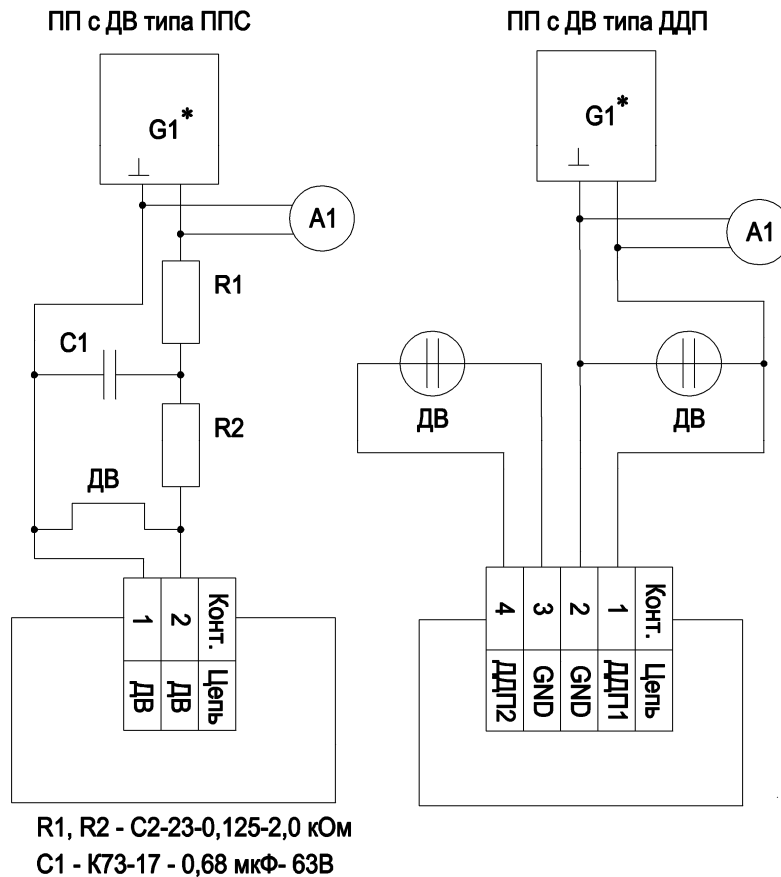 ПП с ДВ типа ППС
G1*
A1
R1
C1
R2
ДВ
1 2 Конт.
ДВ ДВ Цепь
R1, R2 - С2-23-0,125-2,0 кОм
С1 - К73-17 - 0,68 мкФ- 63В
ПП с ДВ типа ДДП
G1*
A1
ДВ
ДВ
4 3 2 1 Конт.
ДДП2 GND GND ДДП1 Цепь